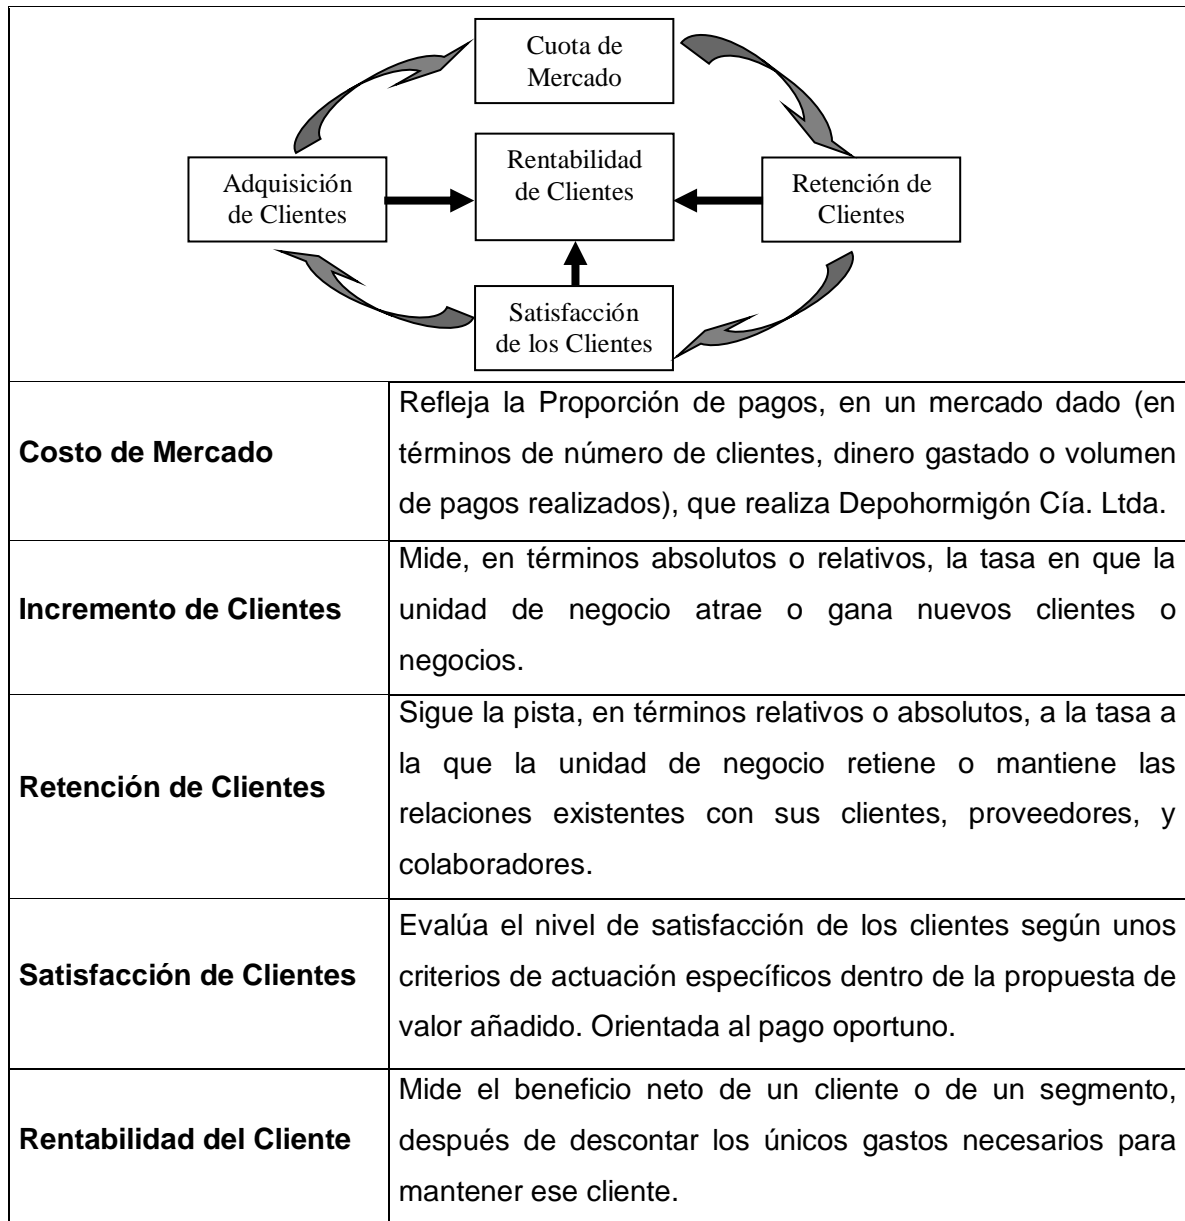 Cuota de
Mercado
Adquisición
de Clientes
Rentabilidad
de Clientes
Retención de
Clientes
Satisfacción
de los Clientes
Costo de Mercado
Refleja la Proporción de pagos, en un mercado dado (en
términos de número de clientes, dinero gastado o volumen
de pagos realizados), que realiza Depohormigón Cía. Ltda.
Incremento de Clientes
Mide, en términos absolutos o relativos, la tasa en que la
unidad de negocio atrae o gana nuevos clientes o
negocios.
Retención de Clientes
Sigue la pista, en términos relativos o absolutos, a la tasa a
la que la unidad de negocio retiene o mantiene las
relaciones existentes con sus clientes, proveedores, y
colaboradores.
Satisfacción de Clientes
Evalúa el nivel de satisfacción de los clientes según unos
criterios de actuación específicos dentro de la propuesta de
valor añadido. Orientada al pago oportuno.
Rentabilidad del Cliente
Mide el beneficio neto de un cliente o de un segmento,
después de descontar los únicos gastos necesarios para
mantener ese cliente.